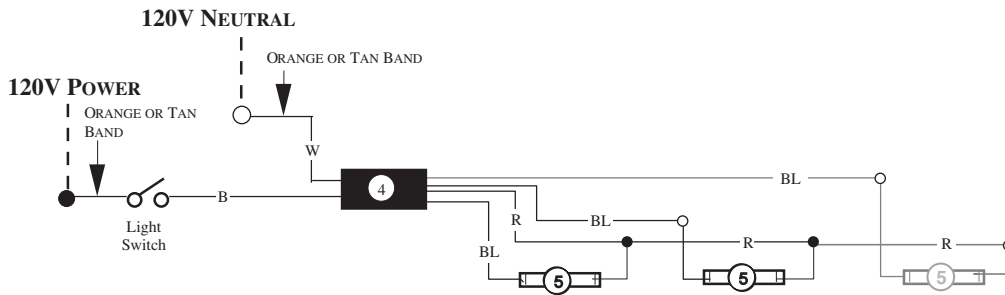 120V NEUTRAL
ORANGE OR TAN BAND
120V POWER
ORANGE OR TAN
BAND
W
4
BL
B
R
BL
R
R
Light
Switch
BL
5
5
5